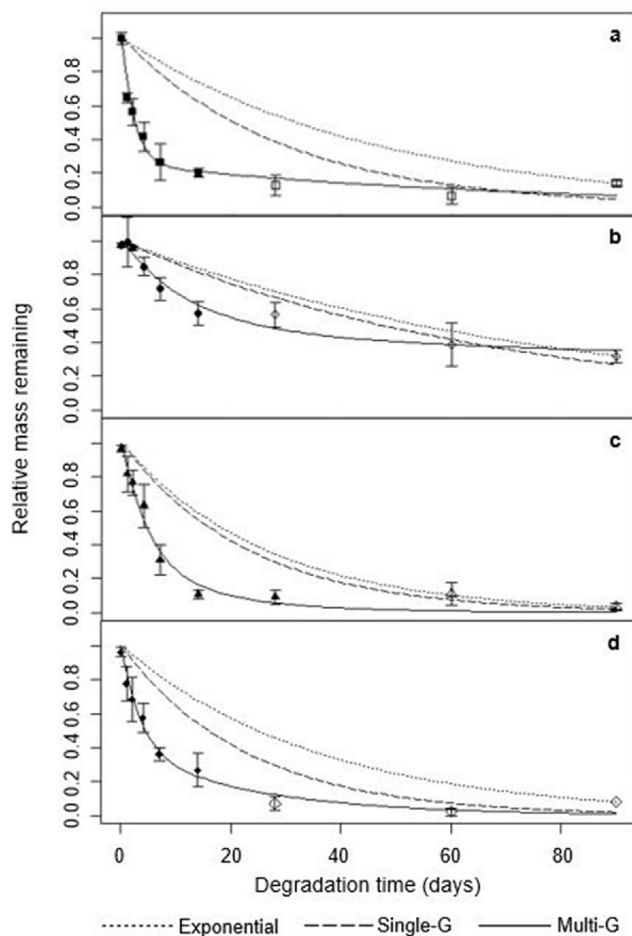 a
0.0 0.2 0.4 0.6 0.8
b
0.0 0.2 0.4 0.6 0.8
c
0.0 0.2 0.4 0.6 0.8
d
0.0 0.2 0.4 0.6 0.8
Relative mass remaining
0 20 40 60 80
Degradation time (days)
Exponential Single-G Multi-G